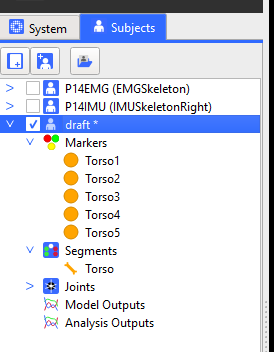 System
Subjects
P14EMG (EMGSkeleton)
P14IMU (IMUSkeletonRight)
draft *
Markers
Torso1
Torso2
Torso3
Torso4
Torso5
Segments
Torso
Joints
Model Outputs
Analysis Outputs